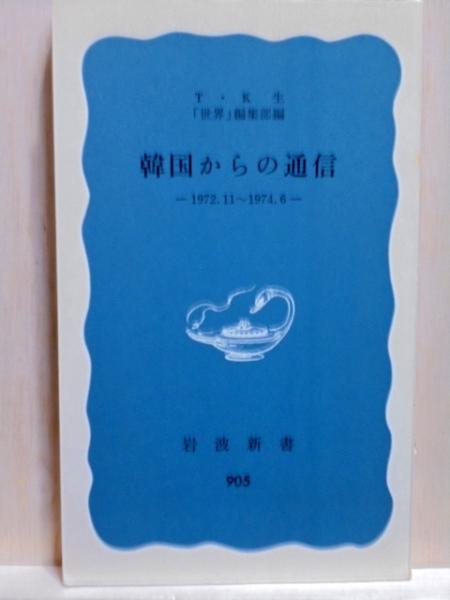 T・K生
「世界」編集部編
韓国からの通信
—1972.11〜1974.6—
岩波新書
905